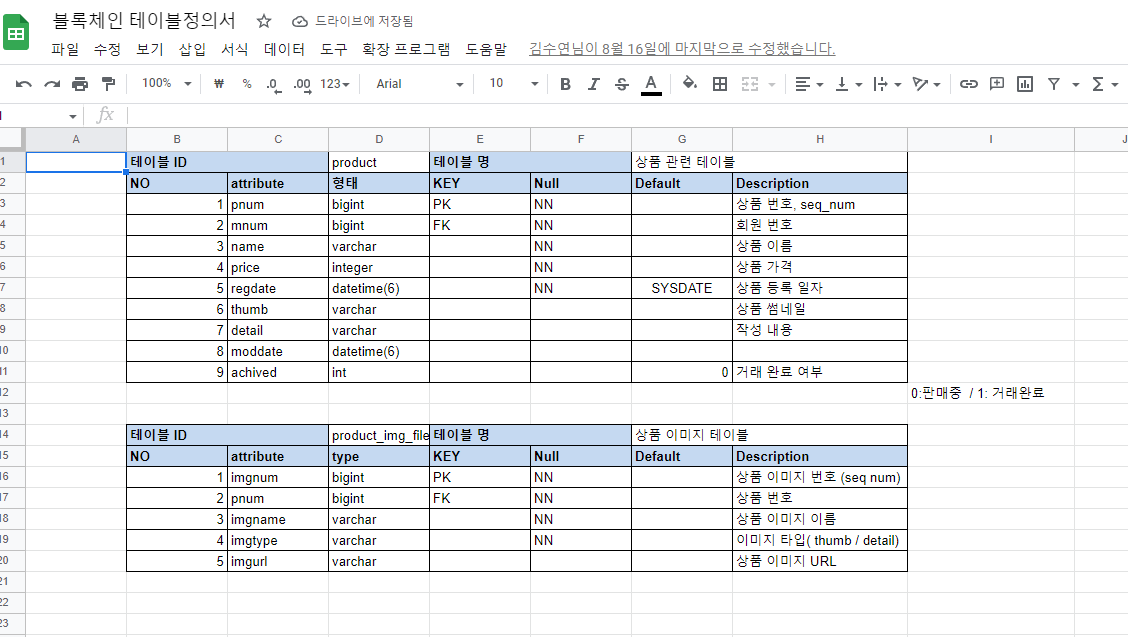 블록체인 테이블정의서 드라이브에 저장됨
파일 수정 보기 삽입 서식 데이터 도구 확장 프로그램 도움말 김수연님이 8월 16일에 마지막으로 수정했습니다.
100% ₩ % .0 .00 123 Arial 10 B I S A Σ
fx
A B C D E F G H I J
1 테이블 ID product 테이블 명 상품 관련 테이블
2 NO attribute 형태 KEY Null Default Description
3 1 pnum bigint PK NN 상품 번호, seq_num
4 2 mnum bigint FK NN 회원 번호
5 3 name varchar NN 상품 이름
6 4 price integer NN 상품 가격
7 5 regdate datetime(6) NN SYSDATE 상품 등록 일자
8 6 thumb varchar 상품 썸네일
9 7 detail varchar 작성 내용
10 8 moddate datetime(6)
11 9 achived int 0 거래 완료 여부
12 0:판매중 / 1: 거래완료
13
14 테이블 ID product_img_file 테이블 명 상품 이미지 테이블
15 NO attribute type KEY Null Default Description
16 1 imgnum bigint PK NN 상품 이미지 번호 (seq num)
17 2 pnum bigint FK NN 상품 번호
18 3 imgname varchar NN 상품 이미지 이름
19 4 imgtype varchar NN 이미지 타입( thumb / detail)
20 5 imgurl varchar 상품 이미지 URL
21
22
23